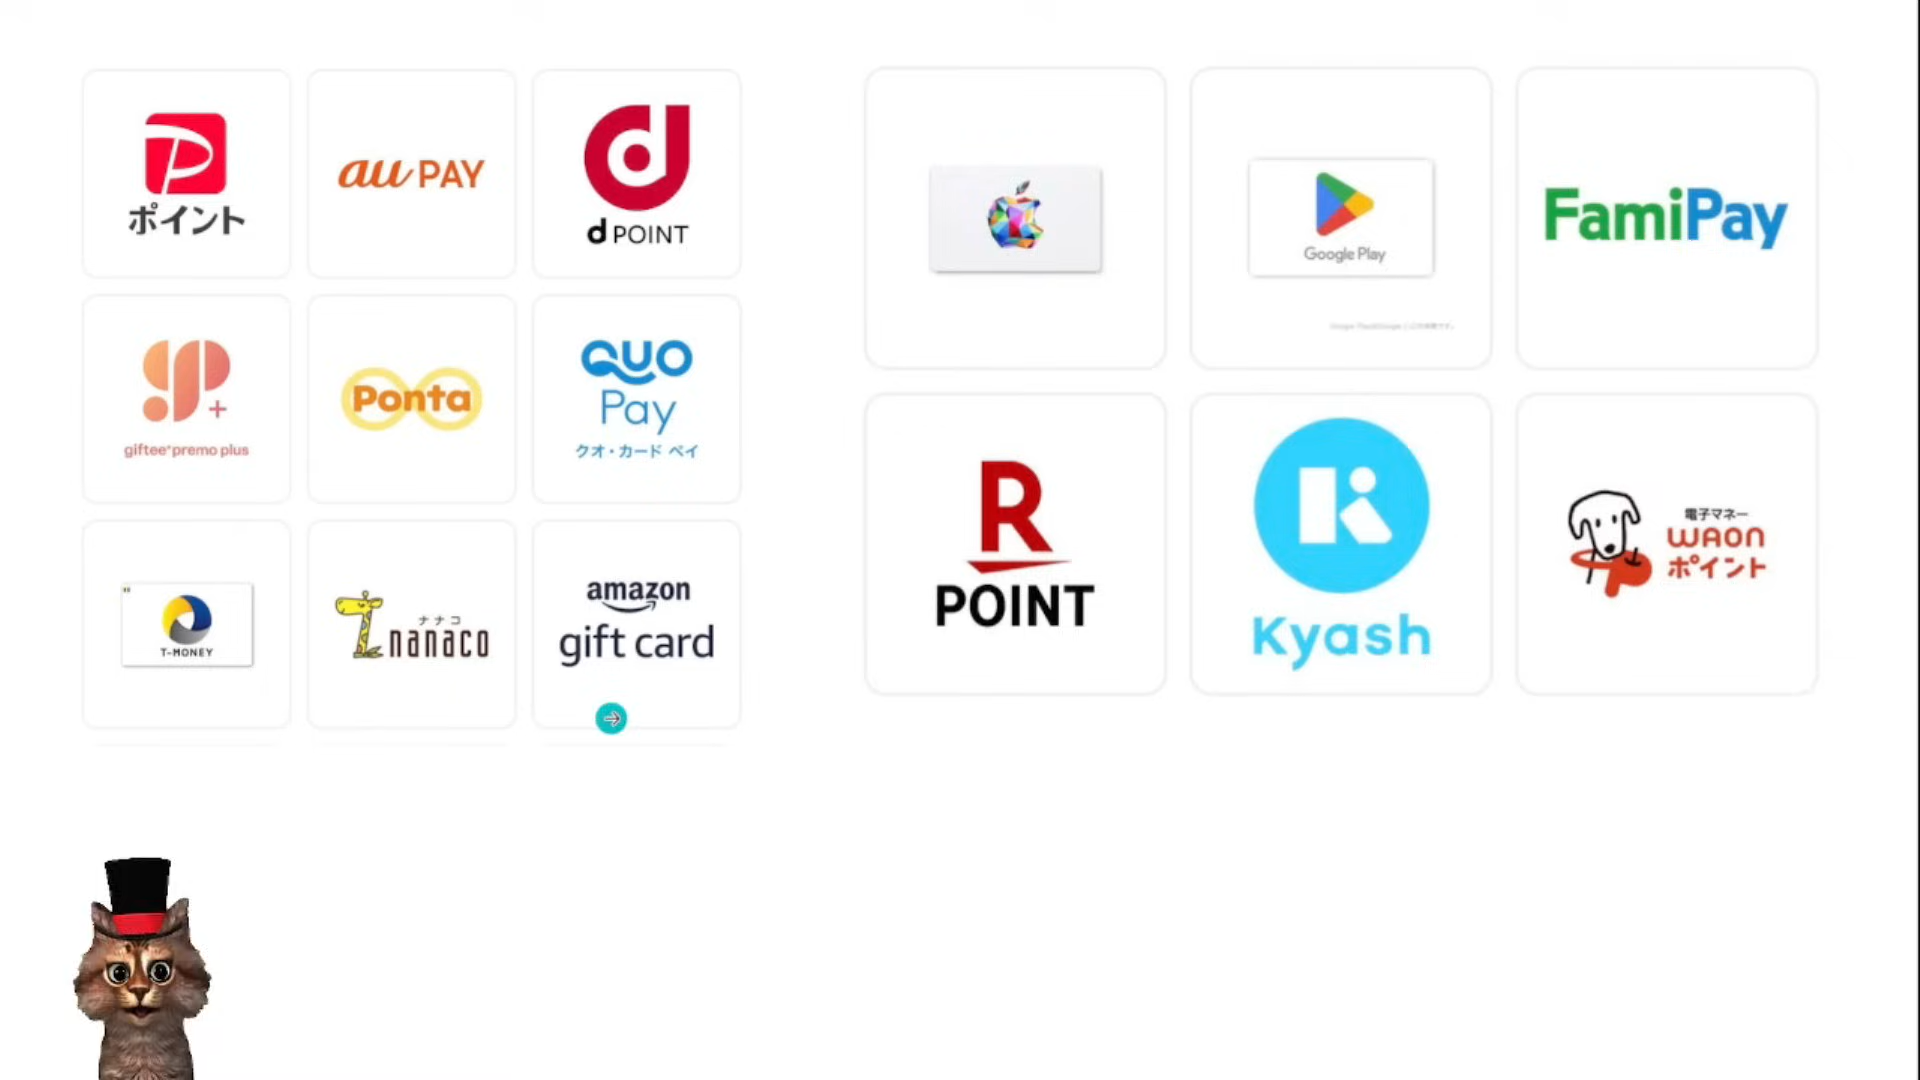 ポイント
au PAY
d POINT
giftee premo plus
Ponta
QUO
Pay
クオ・カード ペイ
T-MONEY
ナナコ
nanaco
amazon
gift card
Google Play
FamiPay
R
POINT
Kyash
電子マネー
WAON
ポイント